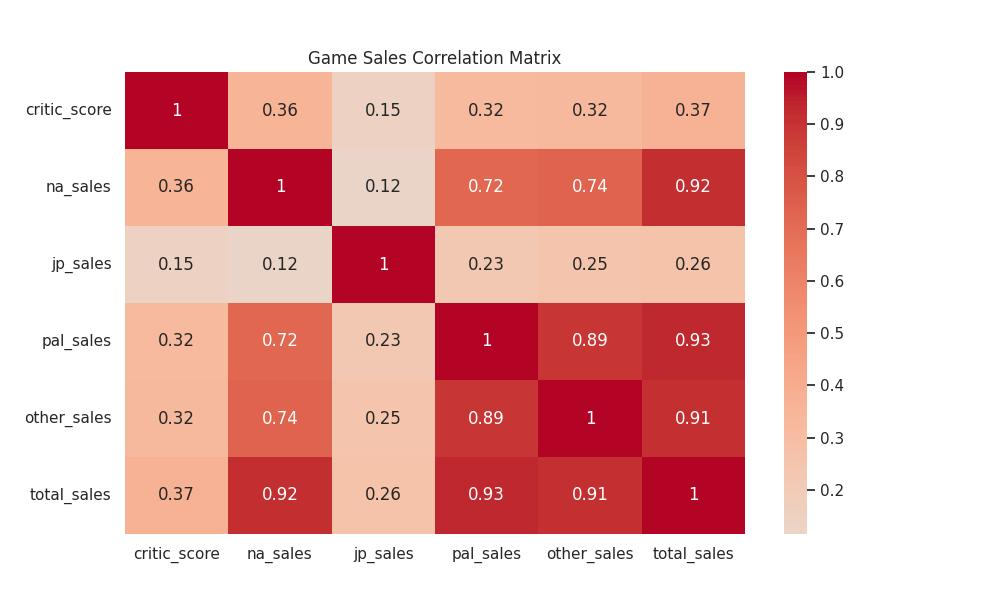 Game Sales Correlation Matrix
critic_score 1 0.36 0.15 0.32 0.32 0.37
na_sales 0.36 1 0.12 0.72 0.74 0.92
jp_sales 0.15 0.12 1 0.23 0.25 0.26
pal_sales 0.32 0.72 0.23 1 0.89 0.93
other_sales 0.32 0.74 0.25 0.89 1 0.91
total_sales 0.37 0.92 0.26 0.93 0.91 1
critic_score na_sales jp_sales pal_sales other_sales total_sales
1.0
0.9
0.8
0.7
0.6
0.5
0.4
0.3
0.2